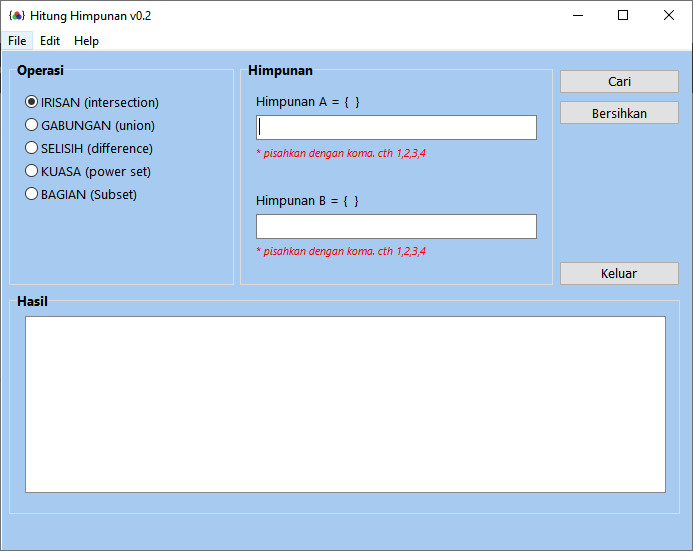 Hitung Himpunan v0.2
File Edit Help
Operasi
IRISAN (intersection)
GABUNGAN (union)
SELISIH (difference)
KUASA (power set)
BAGIAN (Subset)
Himpunan
Himpunan A = { }
* pisahkan dengan koma. cth 1,2,3,4
Himpunan B = { }
* pisahkan dengan koma. cth 1,2,3,4
Cari
Bersihkan
Keluar
Hasil